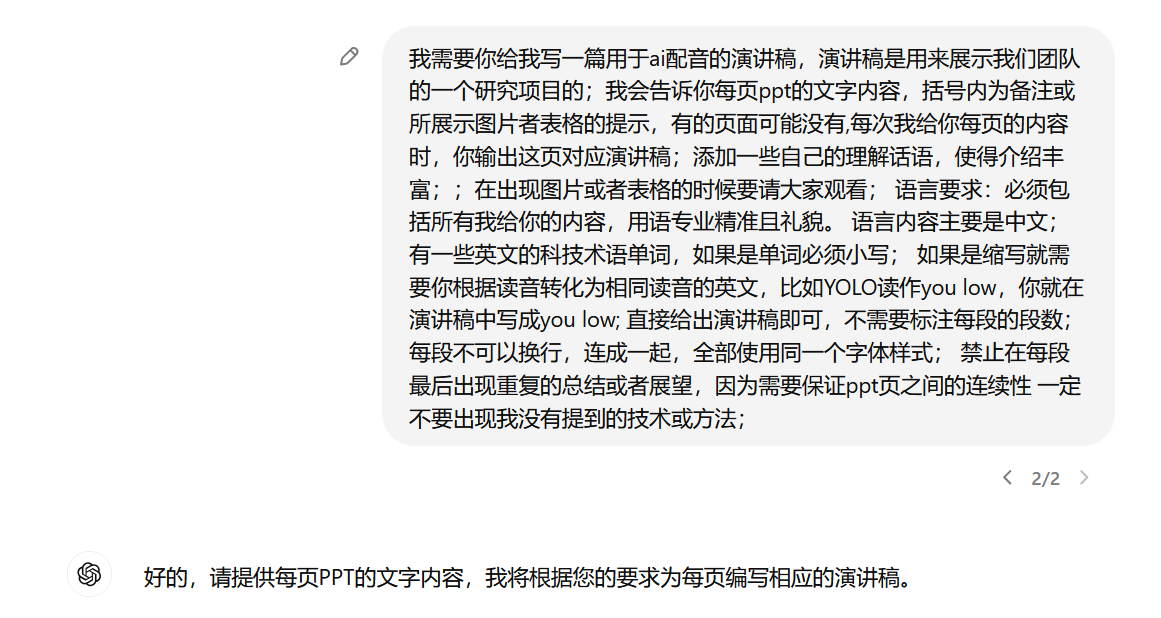 我需要你给我写一篇用于ai配音的演讲稿，演讲稿是用来展示我们团队
的一个研究项目的；我会告诉你每页ppt的文字内容，括号内为备注或
所展示图片者表格的提示，有的页面可能没有,每次我给你每页的内容
时，你输出这页对应演讲稿；添加一些自己的理解话语，使得介绍丰
富；；在出现图片或者表格的时候要请大家观看； 语言要求：必须包
括所有我给你的内容，用语专业精准且礼貌。 语言内容主要是中文；
有一些英文的科技术语单词，如果是单词必须小写； 如果是缩写就需
要你根据读音转化为相同读音的英文，比如YOLO读作you low，你就在
演讲稿中写成you low; 直接给出演讲稿即可，不需要标注每段的段数；
每段不可以换行，连成一起，全部使用同一个字体样式； 禁止在每段
最后出现重复的总结或者展望，因为需要保证ppt页之间的连续性 一定
不要出现我没有提到的技术或方法；
2/2
好的，请提供每页PPT的文字内容，我将根据您的要求为每页编写相应的演讲稿。